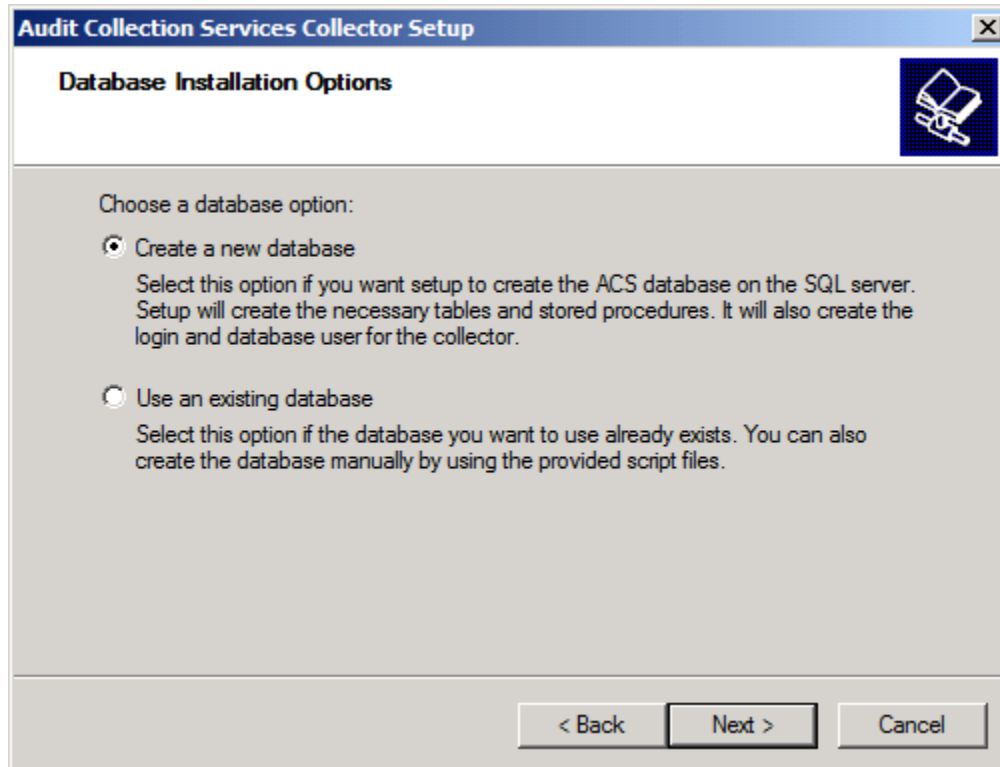 Audit Collection Services Collector Setup
Database Installation Options
Choose a database option:
Create a new database
Select this option if you want setup to create the ACS database on the SQL server.
Setup will create the necessary tables and stored procedures. It will also create the
login and database user for the collector.
Use an existing database
Select this option if the database you want to use already exists. You can also
create the database manually by using the provided script files.
< Back
Next >
Cancel